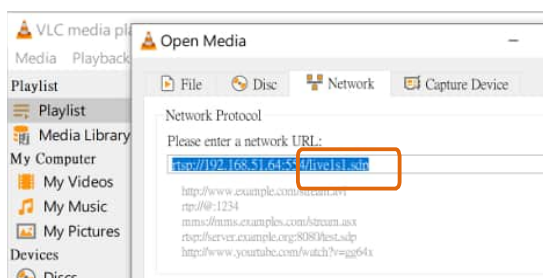 VLC media pla
Media Playback
Playlist
Playlist
Media Library
My Computer
My Videos
My Music
My Pictures
Devices
Discs
Open Media
File Disc Network Capture Device
Network Protocol
Please enter a network URL:
rtsp://192.168.51.64:554/live1s1.sdp
http://www.example.com/stream.avi
rtp://@:1234
mms://mms.examples.com/stream.asx
rtsp://server.example.org:8080/test.sdp
http://www.yourtube.com/watch?v=gg64x